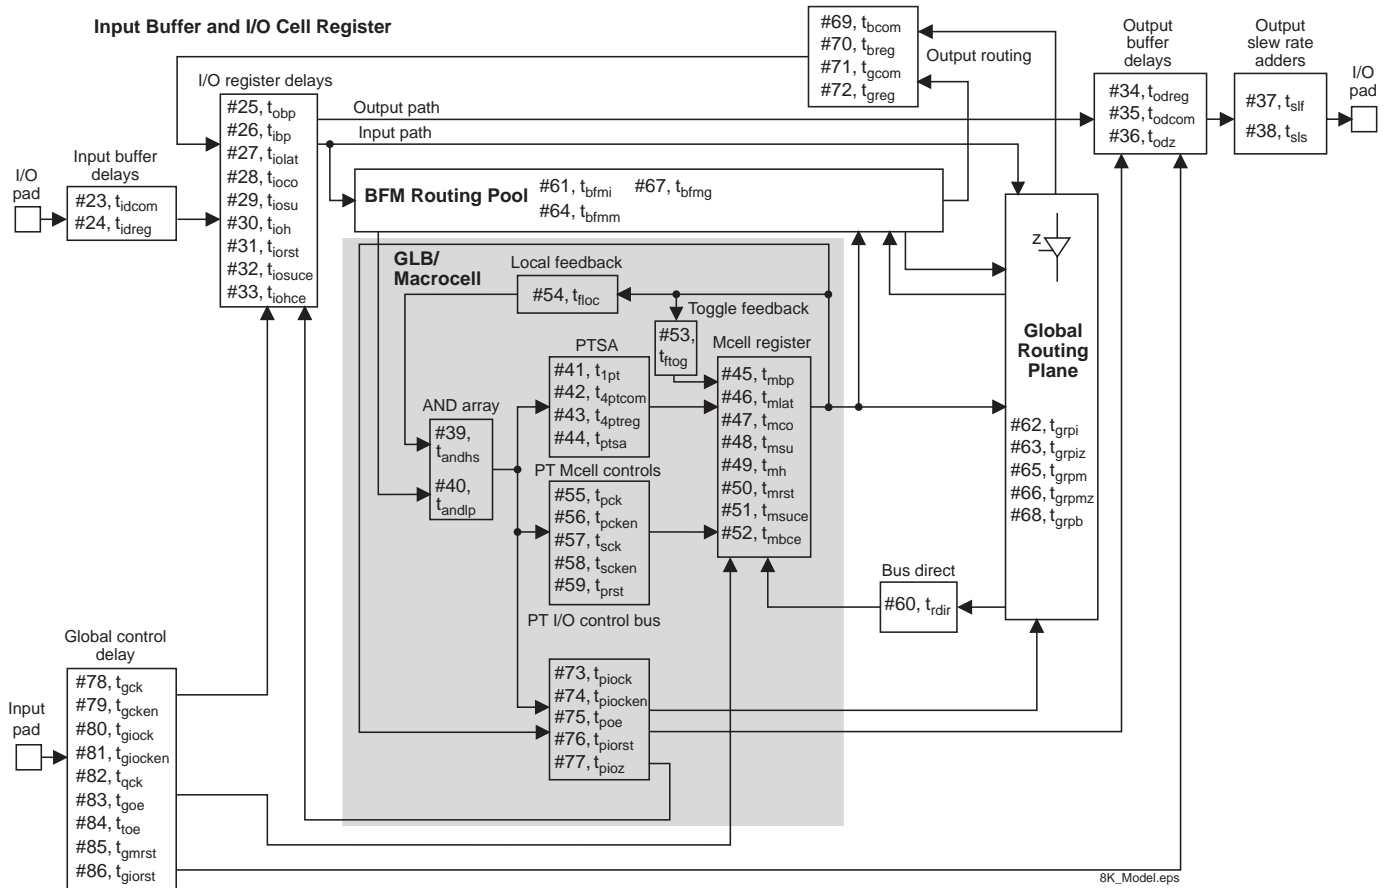 Input Buffer and I/O Cell Register
I/O register delays
#25, tobp
#26, tibp
#27, tiolat
#28, tioco
#29, tiosu
#30, tioh
#31, tiorst
#32, tiosuce
#33, tiohce
Output path
Input path
Input buffer
delays
I/O
pad
#23, tidcom
#24, tidreg
#69, tbcom
#70, tbreg
#71, tgcom
#72, tgreg
Output routing
Output
buffer
delays
#34, todreg
#35, todcom
#36, todz
Output
slew rate
adders
#37, tslf
#38, tsls
I/O
pad
BFM Routing Pool
#61, tbfmi
#67, tbfmg
#64, tbfmm
GLB/
Macrocell
Local feedback
#54, tfloc
Toggle feedback
#53,
tftog
PTSA
#41, t1pt
#42, t4ptcom
#43, t4ptreg
#44, tptsa
Mcell register
#45, tmbp
#46, tmlat
#47, tmco
#48, tmsu
#49, tmh
#50, tmrst
#51, tmsuce
#52, tmbce
AND array
#39,
tandhs
#40,
tandlp
PT Mcell controls
#55, tpck
#56, tpcken
#57, tsck
#58, tscken
#59, tprst
PT I/O control bus
#73, tpiock
#74, tpiocken
#75, tpoe
#76, tpiorst
#77, tpioz
Z
Global
Routing
Plane
#62, tgrpi
#63, tgrpiz
#65, tgrpm
#66, tgrpmz
#68, tgrpb
Bus direct
#60, trdir
Global control
delay
Input
pad
#78, tgck
#79, tgcken
#80, tgiock
#81, tgiocken
#82, tqck
#83, tgoe
#84, ttoe
#85, tgmrst
#86, tgiorst
8K_Model.eps